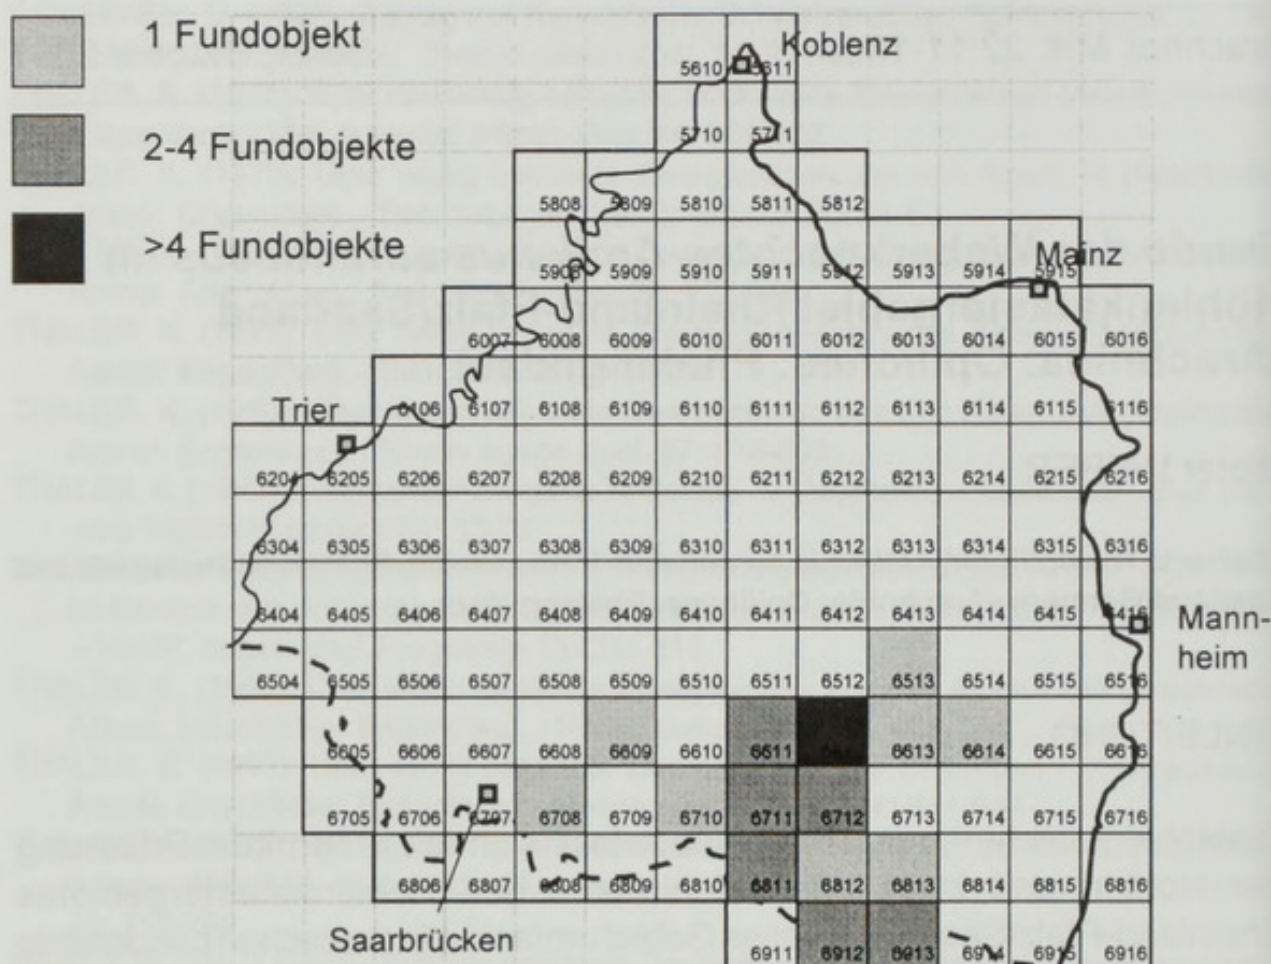 1 Fundobjekt
2-4 Fundobjekte
>4 Fundobjekte
Koblenz
5610 5611
5710 5711
5808 5809 5810 5811 5812
Mainz
5908 5909 5910 5911 5912 5913 5914 5915
6007 6008 6009 6010 6011 6012 6013 6014 6015 6016
Trier
6106 6107 6108 6109 6110 6111 6112 6113 6114 6115 6116
6204 6205 6206 6207 6208 6209 6210 6211 6212 6213 6214 6215 6216
6304 6305 6306 6307 6308 6309 6310 6311 6312 6313 6314 6315 6316
6404 6405 6406 6407 6408 6409 6410 6411 6412 6413 6414 6415 6416
Mann-
heim
6504 6505 6506 6507 6508 6509 6510 6511 6512 6513 6514 6515 6516
6605 6606 6607 6608 6609 6610 6611 6613 6614 6615 6616
6705 6706 6707 6708 6709 6710 6711 6712 6713 6714 6715 6716
6806 6807 6808 6809 6810 6811 6812 6813 6814 6815 6816
Saarbrücken
6911 6912 6913 6914 6915 6916